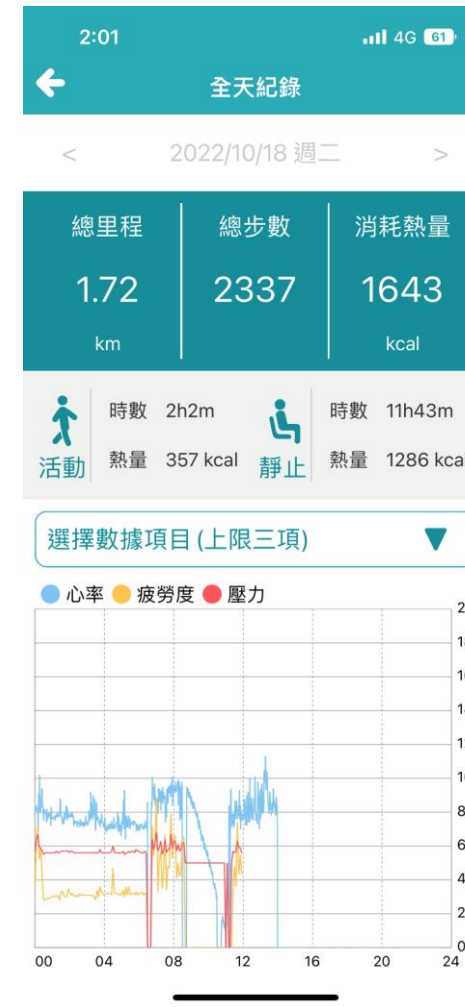 2:01 4G 61
全天紀錄
< 2022/10/18 週二 >
總里程 總步數 消耗熱量
1.72 2337 1643
km kcal
時數 2h2m 時數 11h43m
活動 熱量 357 kcal 靜止 熱量 1286 kca
選擇數據項目(上限三項)
心率 疲勞度 壓力
00 04 08 12 16 20 24